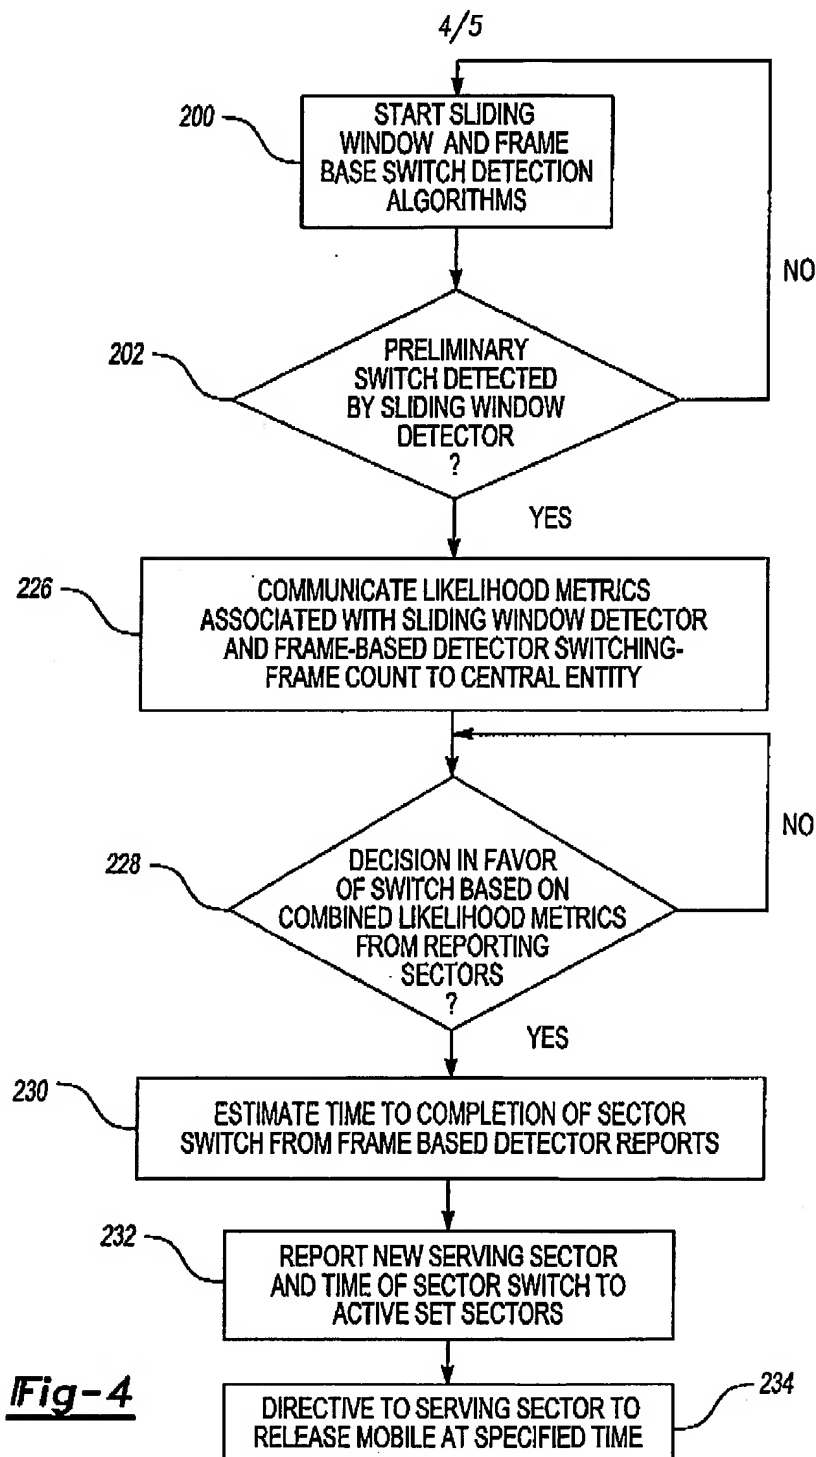 4/5
200
START SLIDING
WINDOW AND FRAME
BASE SWITCH DETECTION
ALGORITHMS
NO
202
PRELIMINARY
SWITCH DETECTED
BY SLIDING WINDOW
DETECTOR
?
YES
226
COMMUNICATE LIKELIHOOD METRICS
ASSOCIATED WITH SLIDING WINDOW DETECTOR
AND FRAME-BASED DETECTOR SWITCHING-
FRAME COUNT TO CENTRAL ENTITY
NO
228
DECISION IN FAVOR
OF SWITCH BASED ON
COMBINED LIKELIHOOD METRICS
FROM REPORTING
SECTORS
?
YES
230
ESTIMATE TIME TO COMPLETION OF SECTOR
SWITCH FROM FRAME BASED DETECTOR REPORTS
232
REPORT NEW SERVING SECTOR
AND TIME OF SECTOR SWITCH TO
ACTIVE SET SECTORS
Fig-4
234
DIRECTIVE TO SERVING SECTOR TO
RELEASE MOBILE AT SPECIFIED TIME